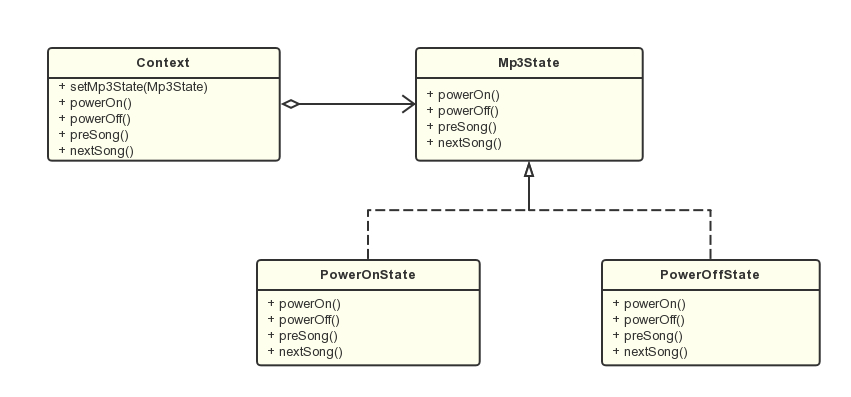 Context
+ setMp3State(Mp3State)
+ powerOn()
+ powerOff()
+ preSong()
+ nextSong()
Mp3State
+ powerOn()
+ powerOff()
+ preSong()
+ nextSong()
PowerOnState
+ powerOn()
+ powerOff()
+ preSong()
+ nextSong()
PowerOffState
+ powerOn()
+ powerOff()
+ preSong()
+ nextSong()